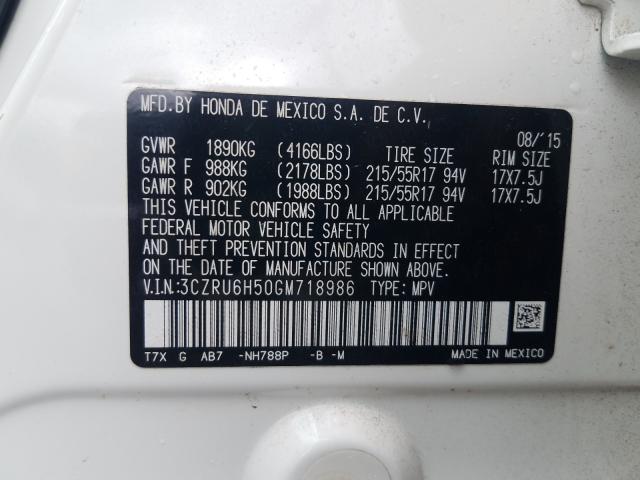 MFD.BY HONDA DE MEXICO S.A. DE C.V.
08/'15
GVWR 1890KG (4166LBS) TIRE SIZE RIM SIZE
GAWR F 988KG (2178LBS) 215/55R17 94V 17X7.5J
GAWR R 902KG (1988LBS) 215/55R17 94V 17X7.5J
THIS VEHICLE CONFORMS TO ALL APPLICABLE
FEDERAL MOTOR VEHICLE SAFETY
AND THEFT PREVENTION STANDARDS IN EFFECT
ON THE DATE OF MANUFACTURE SHOWN ABOVE.
V.I.N.:3CZRU6H50GM718986 TYPE: MPV
T7X G AB7 -NH788P -B -M MADE IN MEXICO